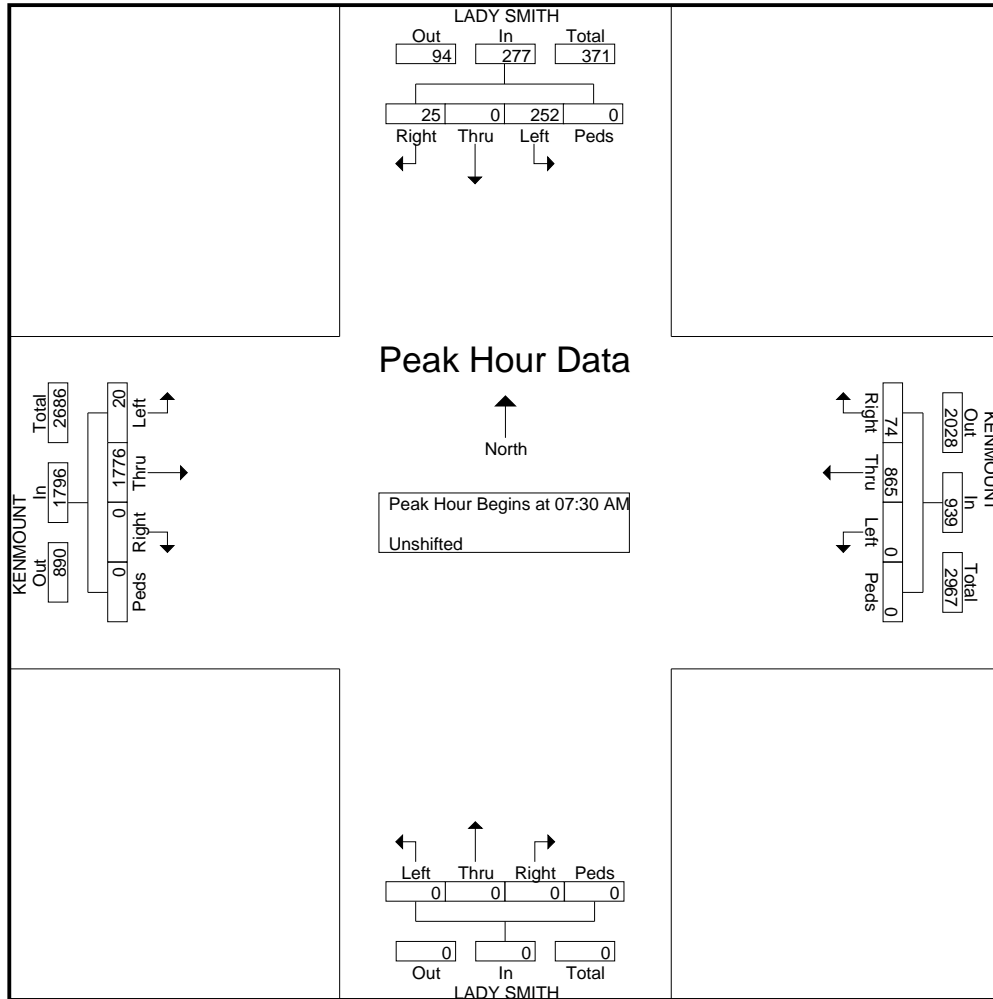 LADY SMITH
Out In Total
94 277 371
25 0 252 0
Right Thru Left Peds
Peak Hour Data
North
Peak Hour Begins at 07:30 AM
Unshifted
KENMOUNT
Total In Out
2686 1796 890
20 1776 0 0
Left Thru Right Peds
KENMOUNT
Out In Total
2028 939 2967
74 865 0 0
Right Thru Left Peds
Left Thru Right Peds
0 0 0 0
0 0 0
Out In Total
LADY SMITH